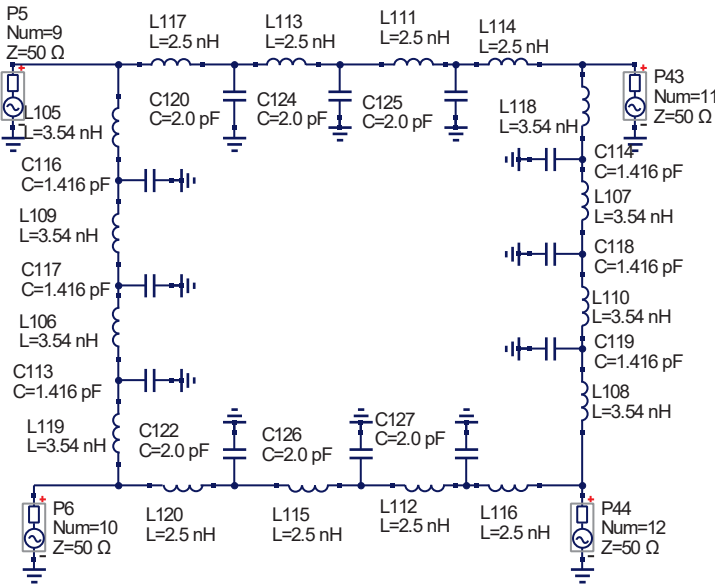 P5
Num=9
Z=50 Ω
L117
L=2.5 nH
L113
L=2.5 nH
L111
L=2.5 nH
L114
L=2.5 nH
P43
Num=11
Z=50 Ω
L105
L=3.54 nH
C120
C=2.0 pF
C124
C=2.0 pF
C125
C=2.0 pF
L118
L=3.54 nH
C116
C=1.416 pF
C114
C=1.416 pF
L109
L=3.54 nH
L107
L=3.54 nH
C117
C=1.416 pF
C118
C=1.416 pF
L106
L=3.54 nH
L110
L=3.54 nH
C113
C=1.416 pF
C119
C=1.416 pF
L119
L=3.54 nH
L108
L=3.54 nH
C122
C=2.0 pF
C126
C=2.0 pF
C127
C=2.0 pF
P6
Num=10
Z=50 Ω
L120
L=2.5 nH
L115
L=2.5 nH
L112
L=2.5 nH
L116
L=2.5 nH
P44
Num=12
Z=50 Ω